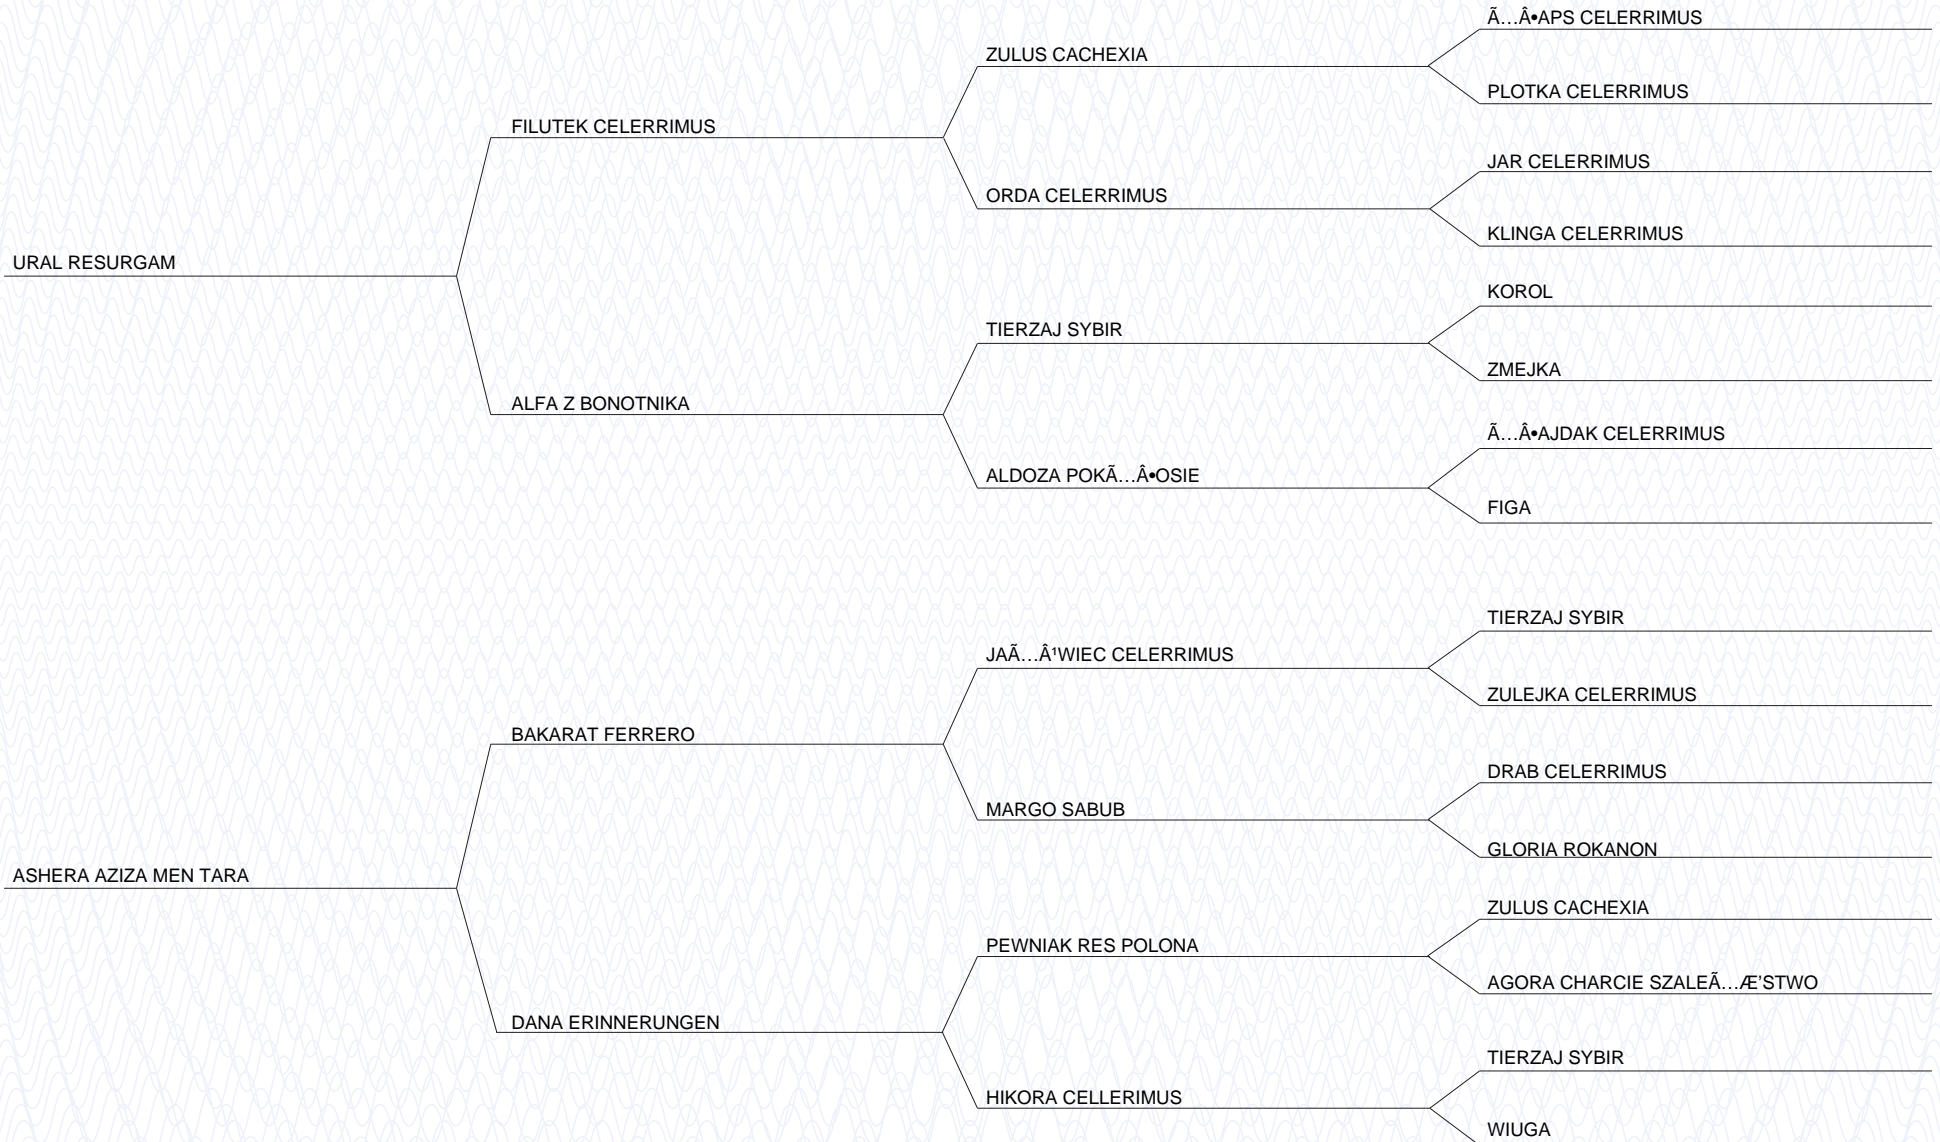 Ã…Â•APS CELERRIMUS
ZULUS CACHEXIA
PLOTKA CELERRIMUS
FILUTEK CELERRIMUS
JAR CELERRIMUS
ORDA CELERRIMUS
KLINGA CELERRIMUS
URAL RESURGAM
KOROL
TIERZAJ SYBIR
ZMEJKA
ALFA Z BONOTNIKA
Ã…Â•AJDAK CELERRIMUS
ALDOZA POKÃ…Â•OSIE
FIGA
TIERZAJ SYBIR
JAÃ…Â¹WIEC CELERRIMUS
ZULEJKA CELERRIMUS
BAKARAT FERRERO
DRAB CELERRIMUS
MARGO SABUB
GLORIA ROKANON
ASHERA AZIZA MEN TARA
ZULUS CACHEXIA
PEWNIAK RES POLONA
AGORA CHARCIE SZALEÃ…Æ'STWO
DANA ERINNERUNGEN
TIERZAJ SYBIR
HIKORA CELLERIMUS
WIUGA